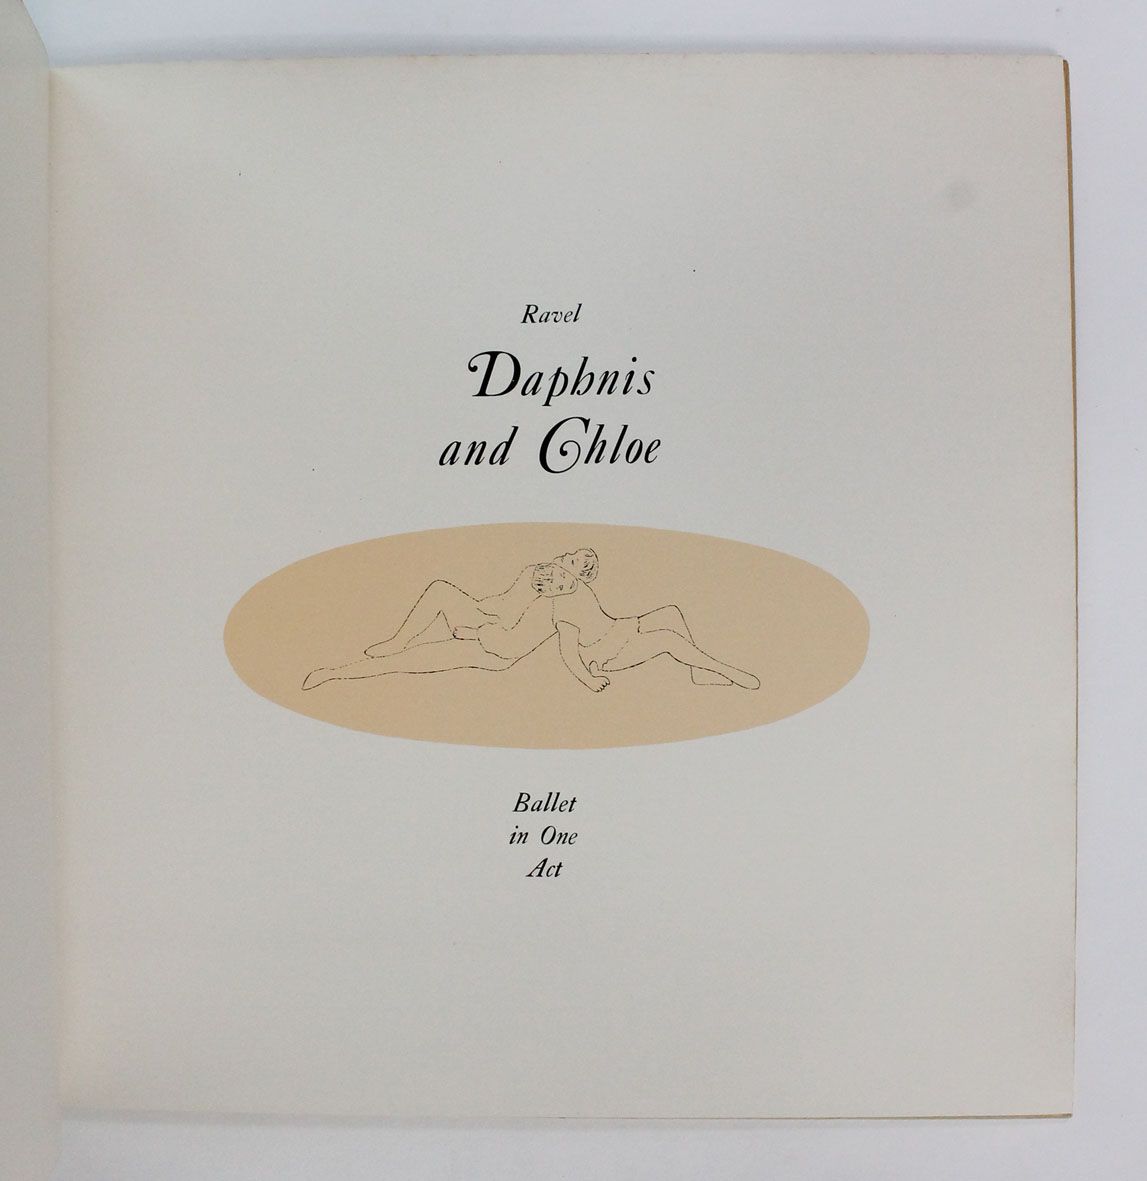 Ravel
Daphnis
and Chloe
Ballet
in One
Act